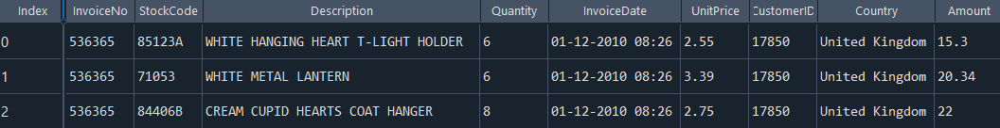 Index InvoiceNo StockCode Description Quantity InvoiceDate UnitPrice CustomerID Country Amount
0 536365 85123A WHITE HANGING HEART T-LIGHT HOLDER 6 01-12-2010 08:26 2.55 17850 United Kingdom 15.3
1 536365 71053 WHITE METAL LANTERN 6 01-12-2010 08:26 3.39 17850 United Kingdom 20.34
2 536365 84406B CREAM CUPID HEARTS COAT HANGER 8 01-12-2010 08:26 2.75 17850 United Kingdom 22